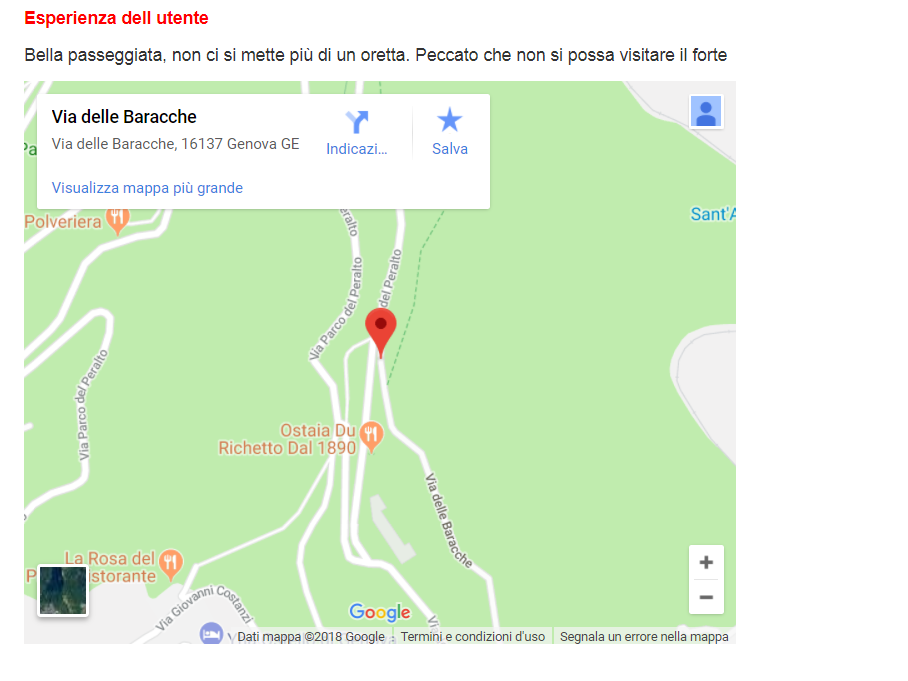 Esperienza dell utente
Bella passeggiata, non ci si mette più di un oretta. Peccato che non si possa visitare il forte
Via delle Baracche
Via delle Baracche, 16137 Genova GE
Indicazi...
Salva
Visualizza mappa più grande
Polveriera
Sant'A
eralto
Via Parco del Peralto
del Peralto
Via Parco del Peralto
Ostaia Du
Richetto Dal 1890
Via delle Baracche
La Rosa del
P
storante
Via Giovanni Costanzi
+
−
Google
Dati mappa ©2018 Google
Termini e condizioni d'uso
Segnala un errore nella mappa